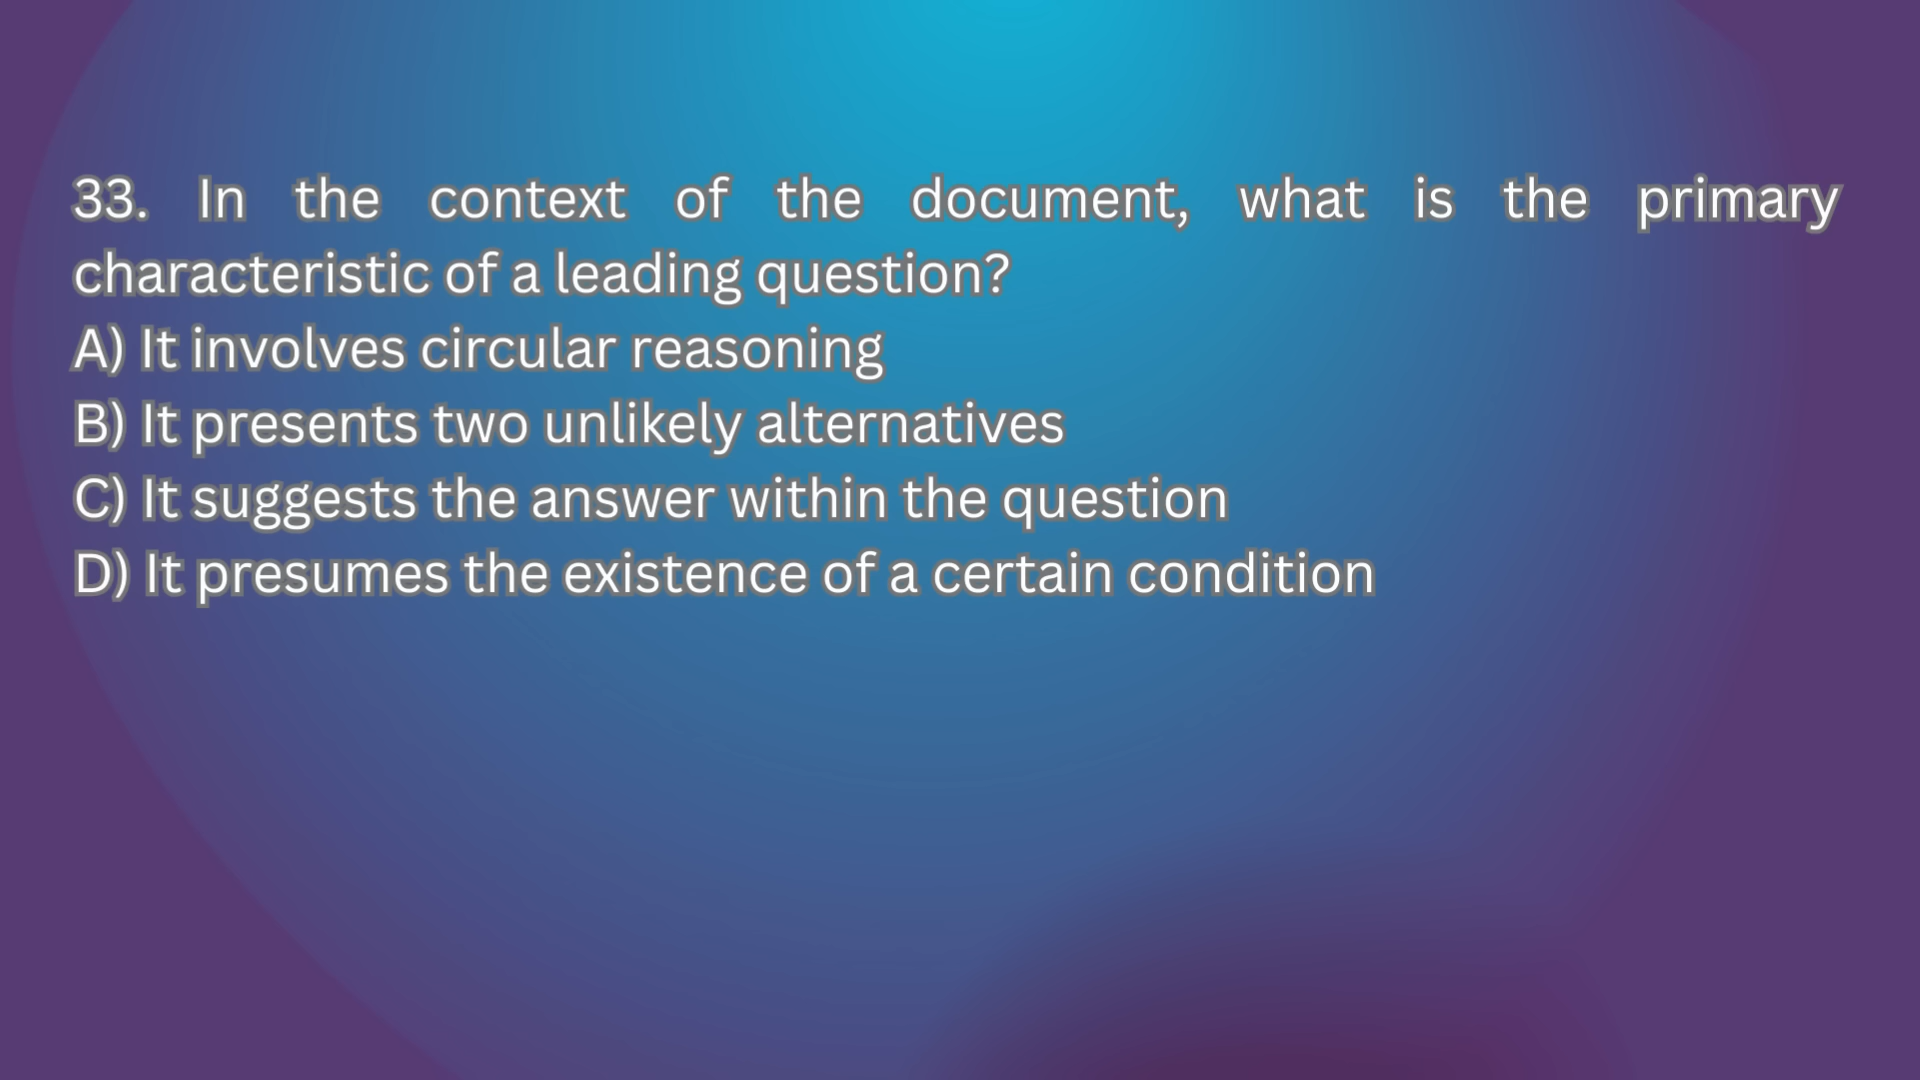 33. In the context of the document, what is the primary
characteristic of a leading question?
A) It involves circular reasoning
B) It presents two unlikely alternatives
C) It suggests the answer within the question
D) It presumes the existence of a certain condition